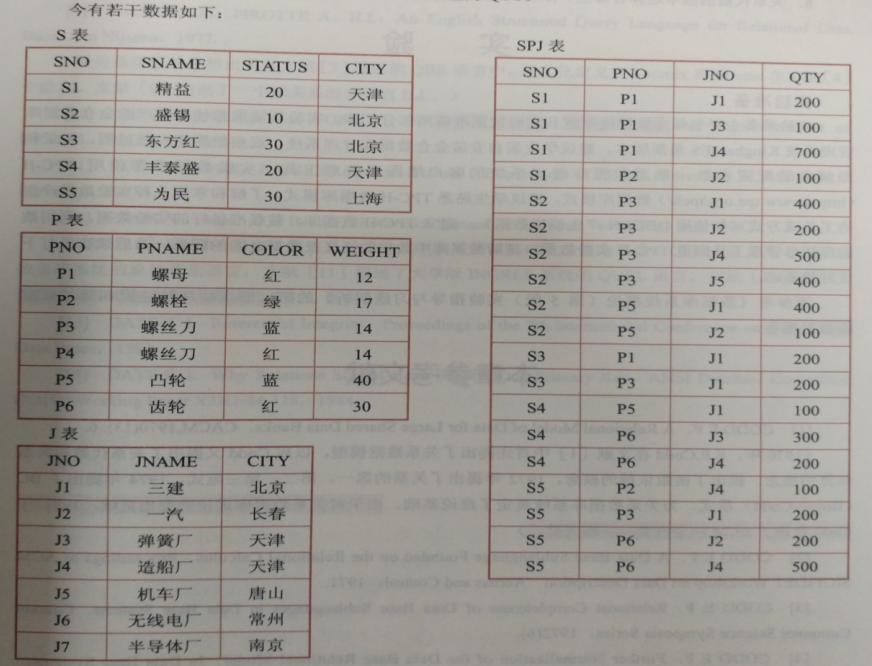 今有若干数据如下：
S 表
SNO SNAME STATUS CITY
S1 精益 20 天津
S2 盛锡 10 北京
S3 东方红 30 北京
S4 丰泰盛 20 天津
S5 为民 30 上海
P 表
PNO PNAME COLOR WEIGHT
P1 螺母 红 12
P2 螺栓 绿 17
P3 螺丝刀 蓝 14
P4 螺丝刀 红 14
P5 凸轮 蓝 40
P6 齿轮 红 30
J 表
JNO JNAME CITY
J1 三建 北京
J2 一汽 长春
J3 弹簧厂 天津
J4 造船厂 天津
J5 机车厂 唐山
J6 无线电厂 常州
J7 半导体厂 南京
SPJ 表
SNO PNO JNO QTY
S1 P1 J1 200
S1 P1 J3 100
S1 P1 J4 700
S1 P2 J2 100
S2 P3 J1 400
S2 P3 J2 200
S2 P3 J4 500
S2 P3 J5 400
S2 P5 J1 400
S2 P5 J2 100
S3 P1 J1 200
S3 P3 J1 200
S4 P5 J1 100
S4 P6 J3 300
S4 P6 J4 200
S5 P2 J4 100
S5 P3 J1 200
S5 P6 J2 200
S5 P6 J4 500